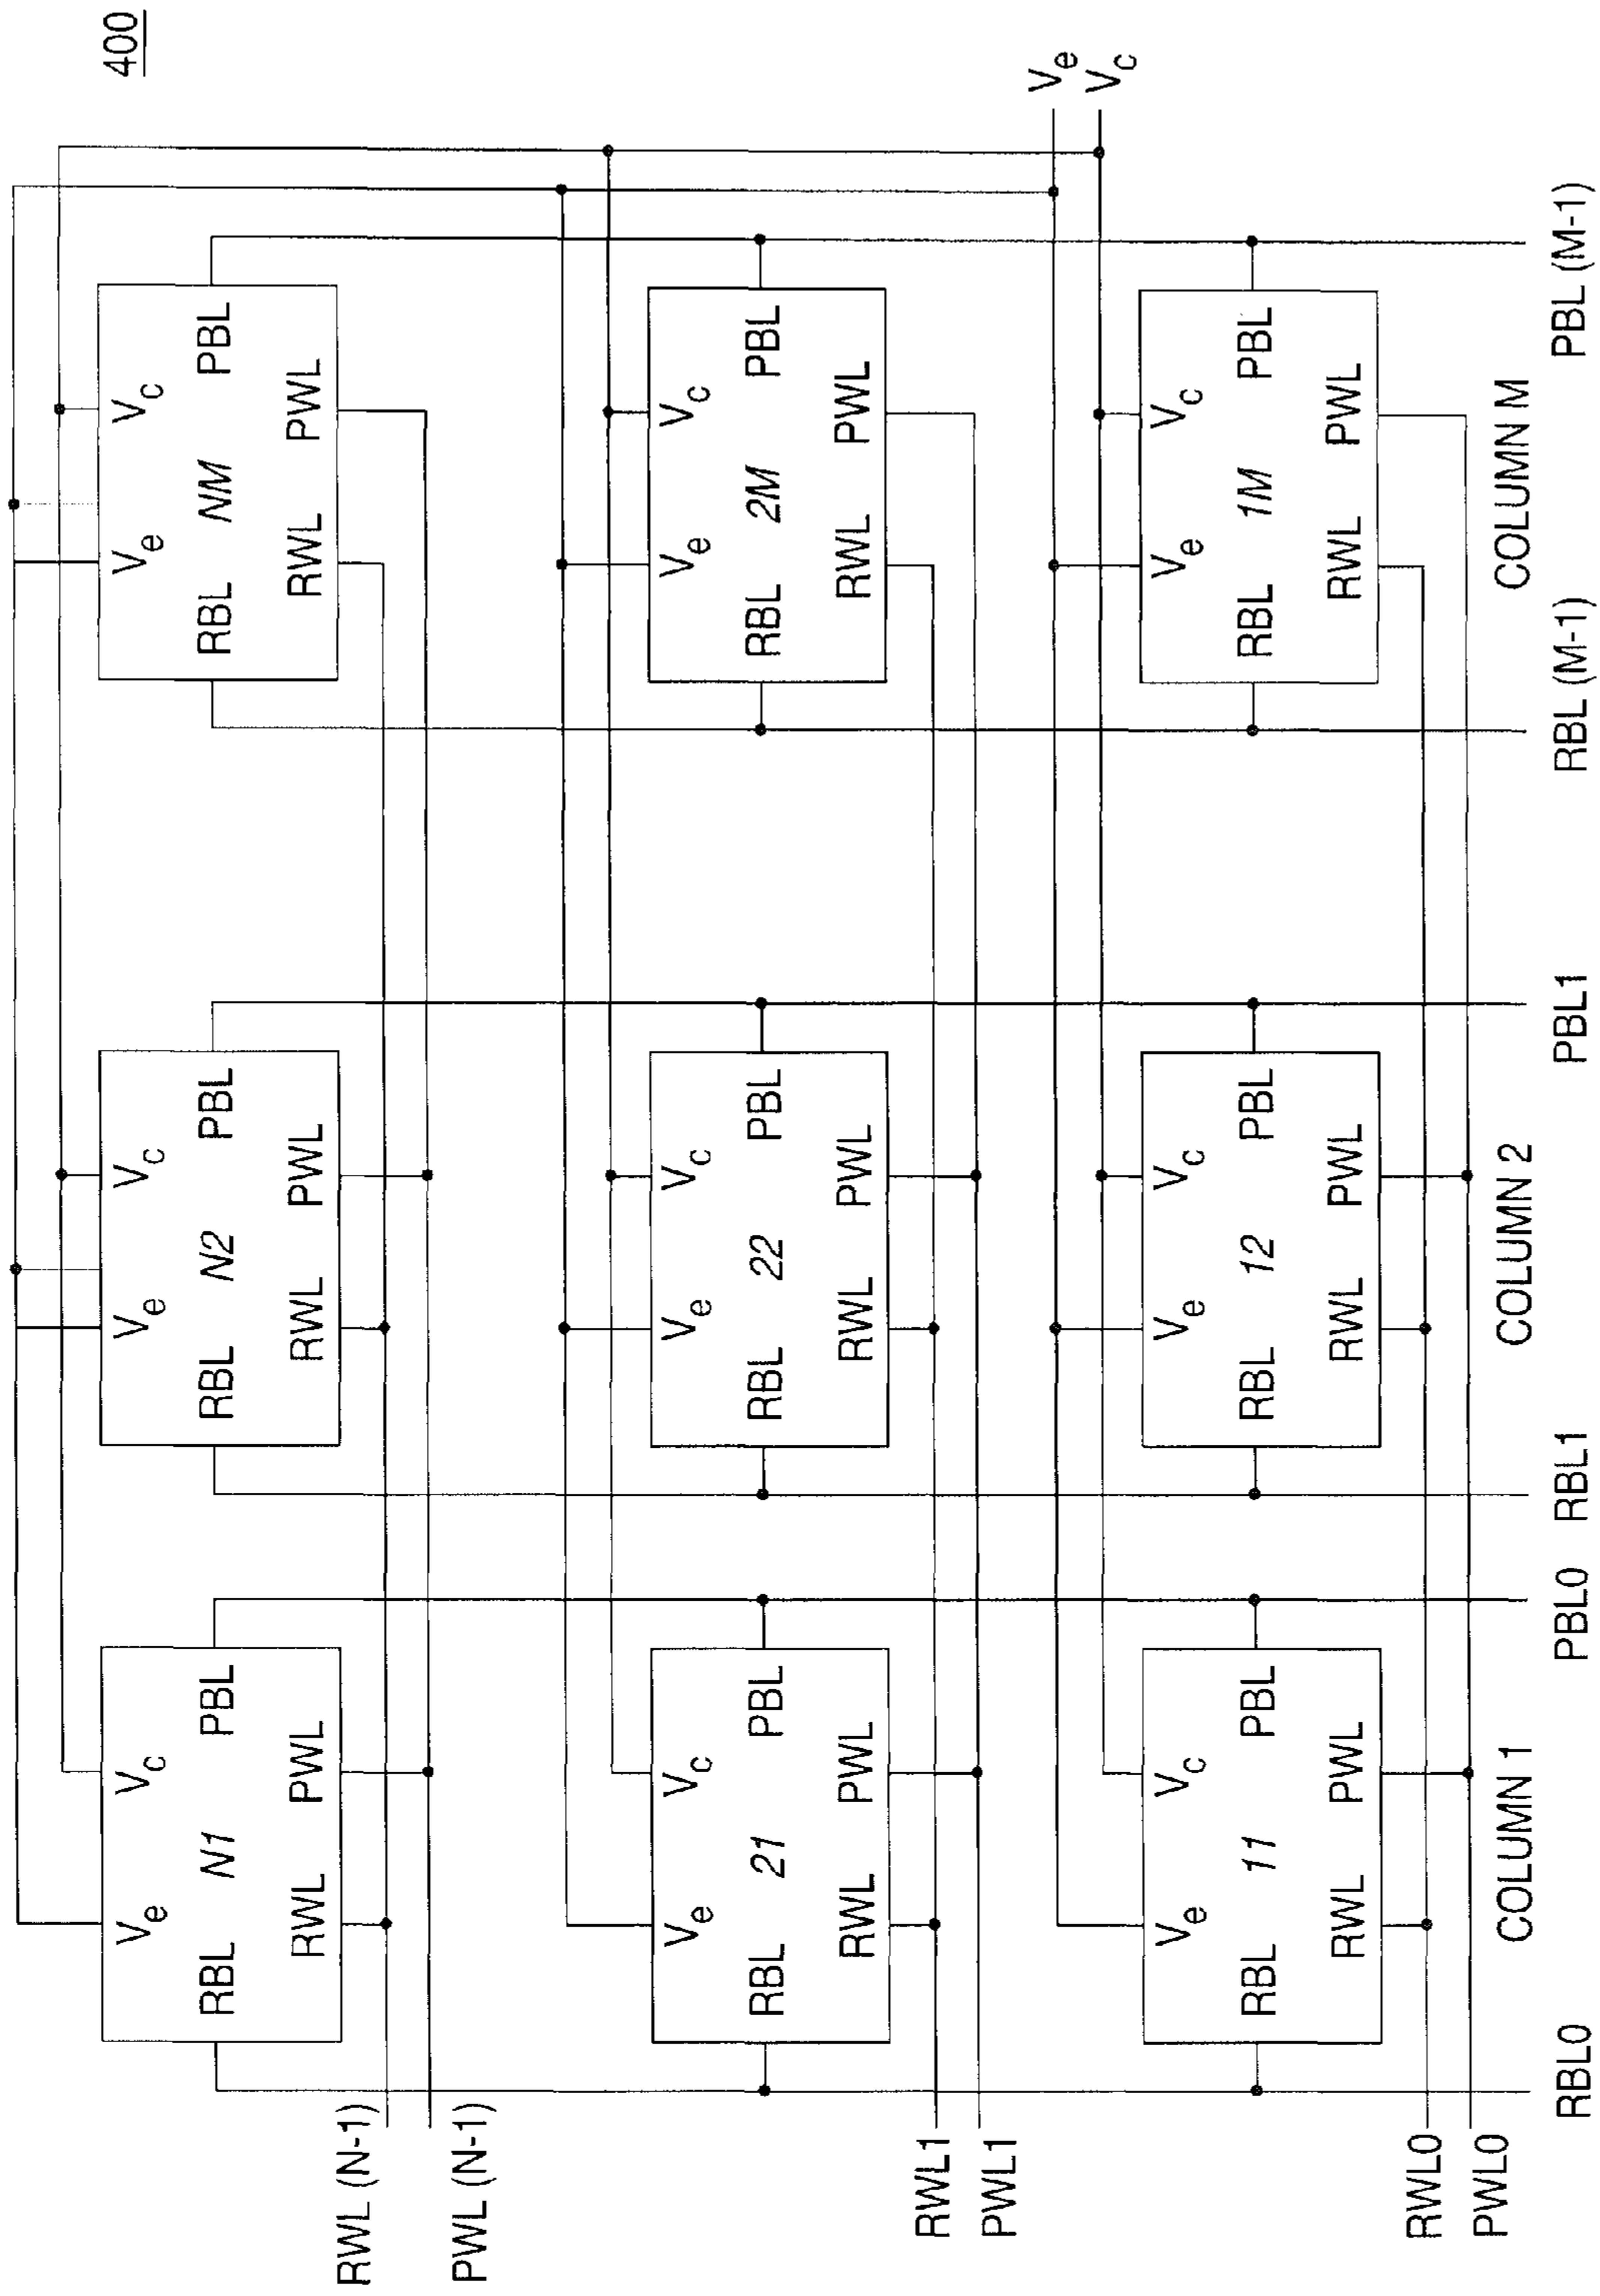 400
Ve Vc Ve Vc Ve Vc
RBL N1 PBL RBL N2 PBL RBL NM PBL
RWL PWL RWL PWL RWL PWL
RWL (N-1)
PWL (N-1)
Ve Vc Ve Vc Ve Vc
RBL 21 PBL RBL 22 PBL RBL 2M PBL
RWL PWL RWL PWL RWL PWL
RWL1
PWL1
Ve
Vc
Ve Vc Ve Vc Ve Vc
RBL 11 PBL RBL 12 PBL RBL 1M PBL
RWL PWL RWL PWL RWL PWL
RWL0
PWL0
COLUMN 1 COLUMN 2 COLUMN M
RBL0 PBL0 RBL1 PBL1 RBL (M-1) PBL (M-1)